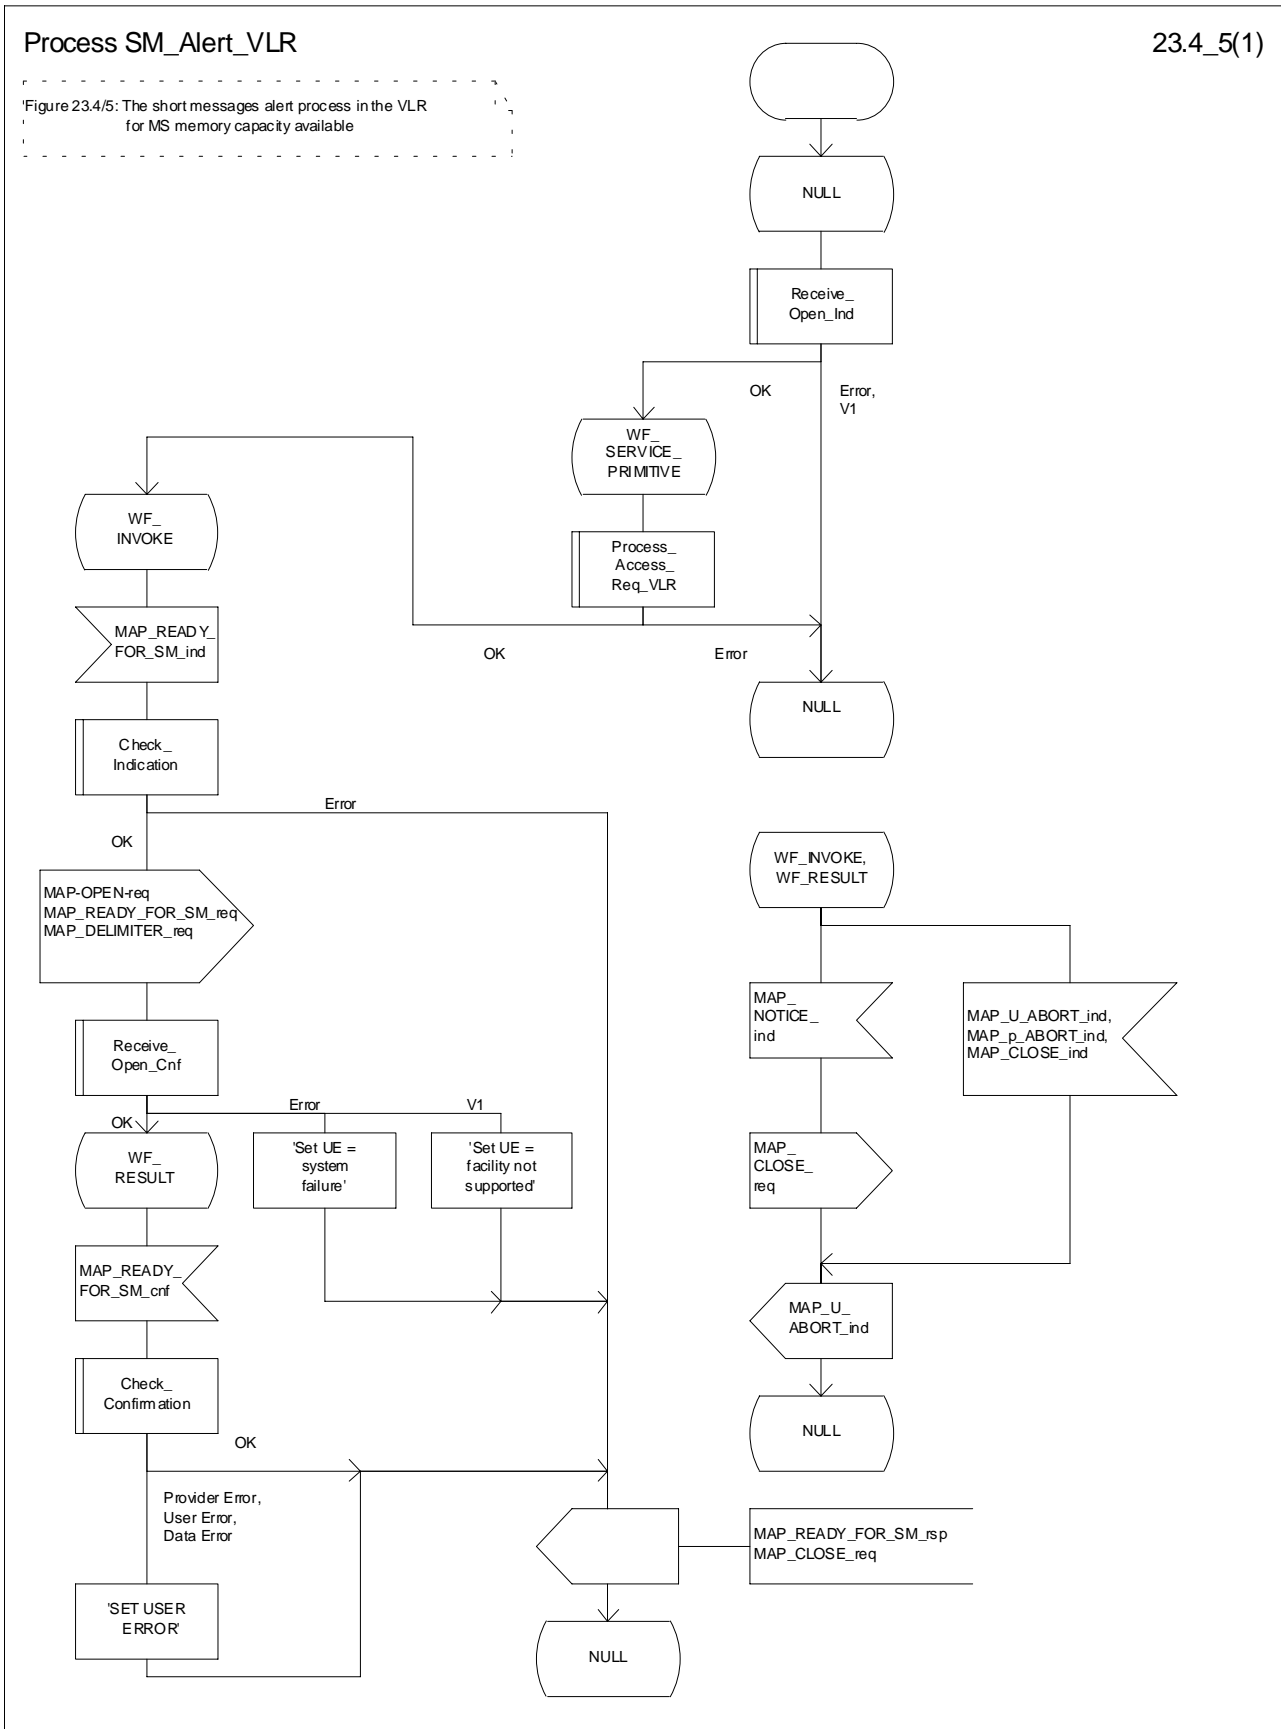 Process SM_Alert_VLR
23.4_5(1)
'Figure 23.4/5: The short messages alert process in the VLR
for MS memory capacity available
NULL
Receive_
Open_Ind
OK
Error,
V1
WF_
SERVICE_
PRIMITIVE
Process_
Access_
Req_VLR
OK
Error
NULL
WF_
INVOKE
MAP_READY_
FOR_SM_ind
Check_
Indication
Error
OK
MAP-OPEN-req
MAP_READY_FOR_SM_req
MAP_DELIMITER_req
Receive_
Open_Cnf
Error
V1
OK
WF_
RESULT
'Set UE =
system
failure'
'Set UE =
facility not
supported'
MAP_READY_
FOR_SM_cnf
Check_
Confirmation
OK
Provider Error,
User Error,
Data Error
'SET USER
ERROR'
WF_INVOKE,
WF_RESULT
MAP_
NOTICE_
ind
MAP_U_ABORT_ind,
MAP_p_ABORT_ind,
MAP_CLOSE_ind
MAP_
CLOSE_
req
MAP_U_
ABORT_ind
NULL
MAP_READY_FOR_SM_rsp
MAP_CLOSE_req
NULL